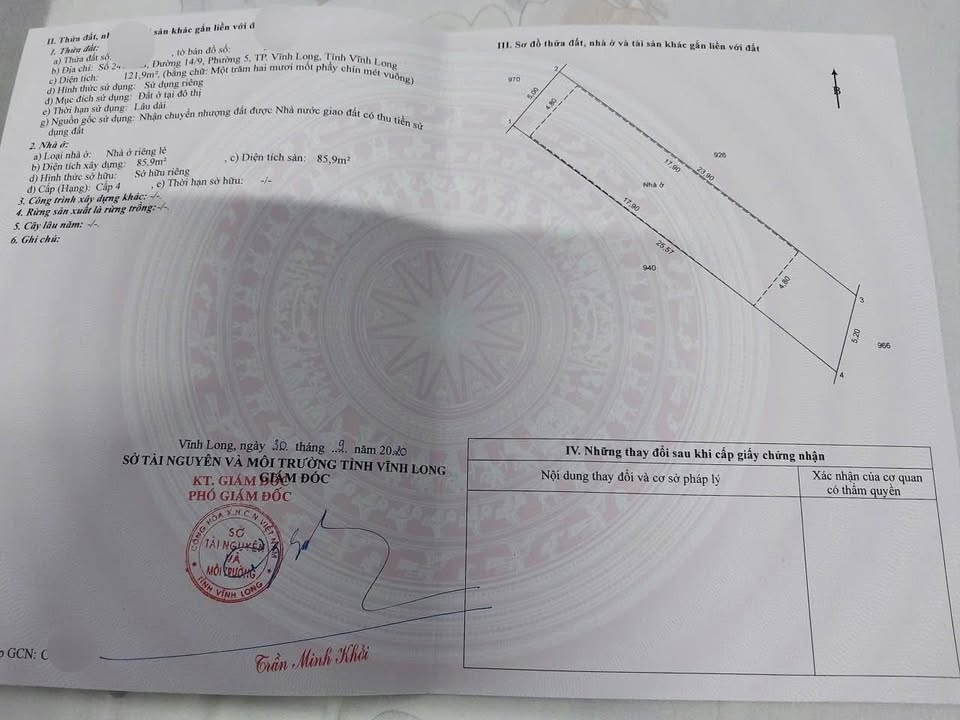 II. Thửa đất, nh sản khác gắn liền với đ
1. Thửa đất:
a) Thửa đất số: , tờ bản đồ số:
b) Địa chỉ: Số 24 , Đường 14/9, Phường 5, TP. Vĩnh Long, Tỉnh Vĩnh Long
c) Diện tích: 121,9m², (bằng chữ: Một trăm hai mươi mốt phẩy chín mét vuông)
d) Hình thức sử dụng: Sử dụng riêng
đ) Mục đích sử dụng: Đất ở tại đô thị
e) Thời hạn sử dụng: Lâu dài
g) Nguồn gốc sử dụng: Nhận chuyển nhượng đất được Nhà nước giao đất có thu tiền sử
dụng đất
2. Nhà ở:
a) Loại nhà ở: Nhà ở riêng lẻ
b) Diện tích xây dựng: 85,9m² , c) Diện tích sàn: 85,9m²
d) Hình thức sở hữu: Sở hữu riêng
đ) Cấp (Hạng): Cấp 4 , e) Thời hạn sở hữu: -/-
3. Công trình xây dựng khác: -/-
4. Rừng sản xuất là rừng trồng: -/-
5. Cây lâu năm: -/-
6. Ghi chú:
Vĩnh Long, ngày 30 tháng 9 năm 2020
SỞ TÀI NGUYÊN VÀ MÔI TRƯỜNG TỈNH VĨNH LONG
GIÁM ĐỐC
KT. GIÁM ĐỐC
PHÓ GIÁM ĐỐC
CỘNG HÒA X.H.C.N VIỆT NAM
SỞ
TÀI NGUYÊN
VÀ
MÔI TRƯỜNG
TỈNH VĨNH LONG
Trần Minh Khởi
GCN: C
III. Sơ đồ thửa đất, nhà ở và tài sản khác gắn liền với đất
B
970
2
5,00
4,80
1
926
17,90
23,90
Nhà ở
17,90
25,57
940
4,80
3
5,20
966
4
IV. Những thay đổi sau khi cấp giấy chứng nhận
Nội dung thay đổi và cơ sở pháp lý
Xác nhận của cơ quan
có thẩm quyền